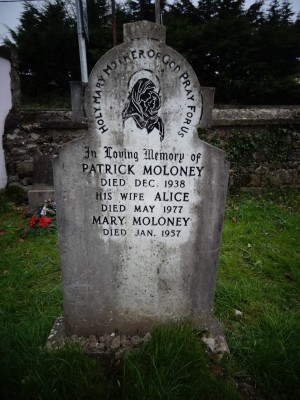 HOLY MARY MOTHER OF GOD PRAY FOR US
In Loving Memory of
PATRICK MOLONEY
DIED DEC. 1938
HIS WIFE ALICE
DIED MAY 1977
MARY MOLONEY
DIED JAN. 1957